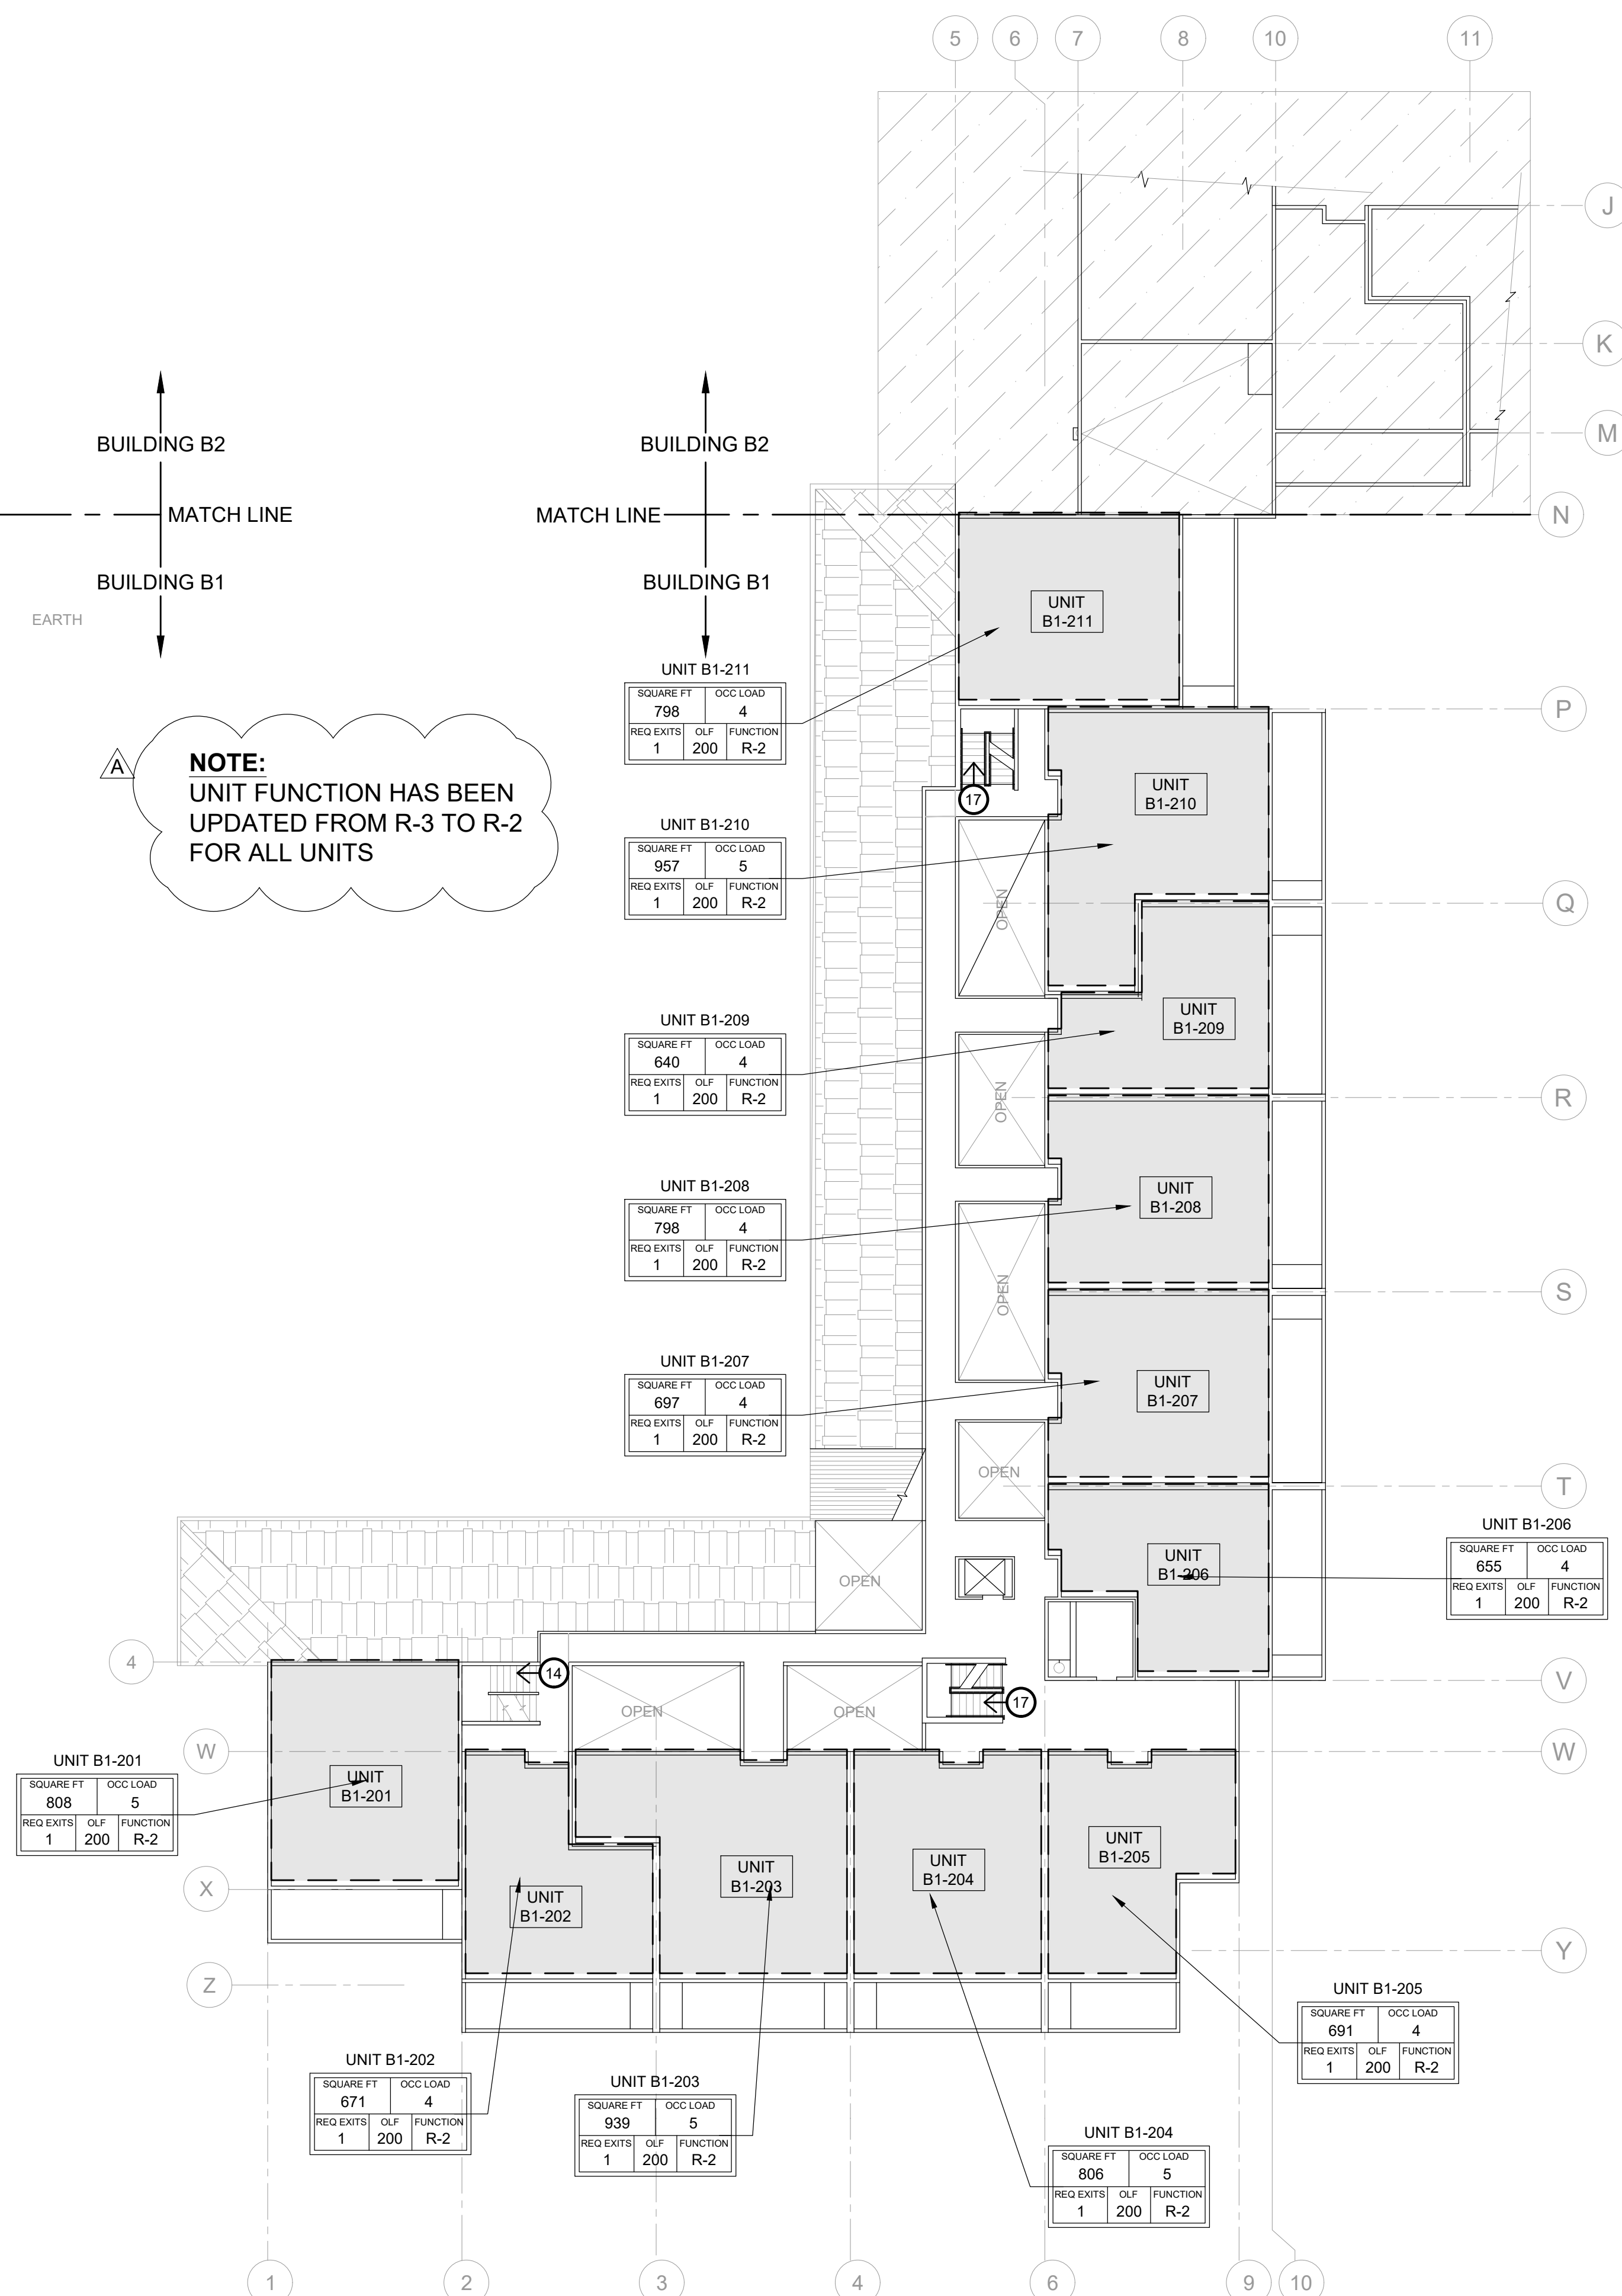 5 6 7 8 10 11
J
K
M
N
P
Q
R
S
T
V
W
Y
BUILDING B2
MATCH LINE
BUILDING B1
EARTH
BUILDING B2
MATCH LINE
BUILDING B1
A
NOTE:
UNIT FUNCTION HAS BEEN
UPDATED FROM R-3 TO R-2
FOR ALL UNITS
UNIT
B1-211
UNIT B1-211
SQUARE FT OCC LOAD
798 4
REQ EXITS OLF FUNCTION
1 200 R-2
17
UNIT
B1-210
UNIT B1-210
SQUARE FT OCC LOAD
957 5
REQ EXITS OLF FUNCTION
1 200 R-2
OPEN
UNIT
B1-209
UNIT B1-209
SQUARE FT OCC LOAD
640 4
REQ EXITS OLF FUNCTION
1 200 R-2
OPEN
UNIT
B1-208
UNIT B1-208
SQUARE FT OCC LOAD
798 4
REQ EXITS OLF FUNCTION
1 200 R-2
OPEN
UNIT
B1-207
UNIT B1-207
SQUARE FT OCC LOAD
697 4
REQ EXITS OLF FUNCTION
1 200 R-2
OPEN
UNIT
B1-206
UNIT B1-206
SQUARE FT OCC LOAD
655 4
REQ EXITS OLF FUNCTION
1 200 R-2
OPEN
4
14
OPEN
OPEN
17
W
UNIT B1-201
SQUARE FT OCC LOAD
808 5
REQ EXITS OLF FUNCTION
1 200 R-2
UNIT
B1-201
X
Z
UNIT
B1-202
UNIT
B1-203
UNIT
B1-204
UNIT
B1-205
UNIT B1-205
SQUARE FT OCC LOAD
691 4
REQ EXITS OLF FUNCTION
1 200 R-2
UNIT B1-202
SQUARE FT OCC LOAD
671 4
REQ EXITS OLF FUNCTION
1 200 R-2
UNIT B1-203
SQUARE FT OCC LOAD
939 5
REQ EXITS OLF FUNCTION
1 200 R-2
UNIT B1-204
SQUARE FT OCC LOAD
806 5
REQ EXITS OLF FUNCTION
1 200 R-2
1 2 3 4 6 9 10